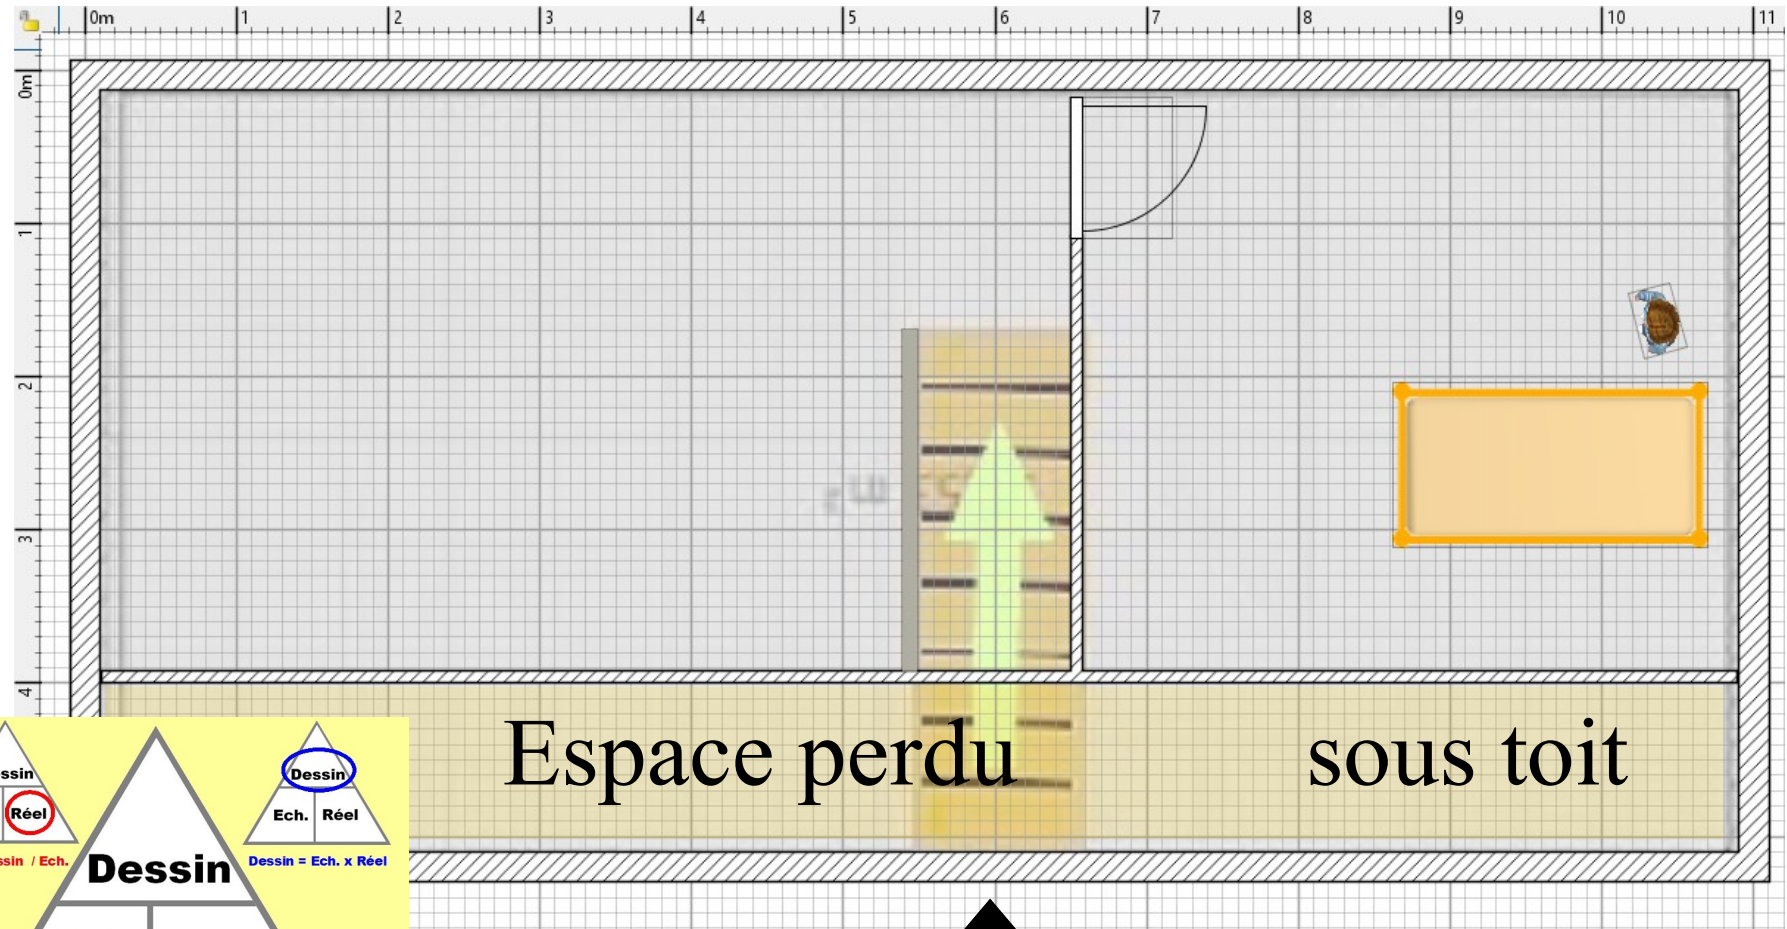 0m 1 2 3 4 5 6 7 8 9 10 11
0m
1
2
3
4
Espace perdu sous toit
ssin
Réel
ssin / Ech.
Dessin
Dessin
Ech. Réel
Dessin = Ech. x Réel